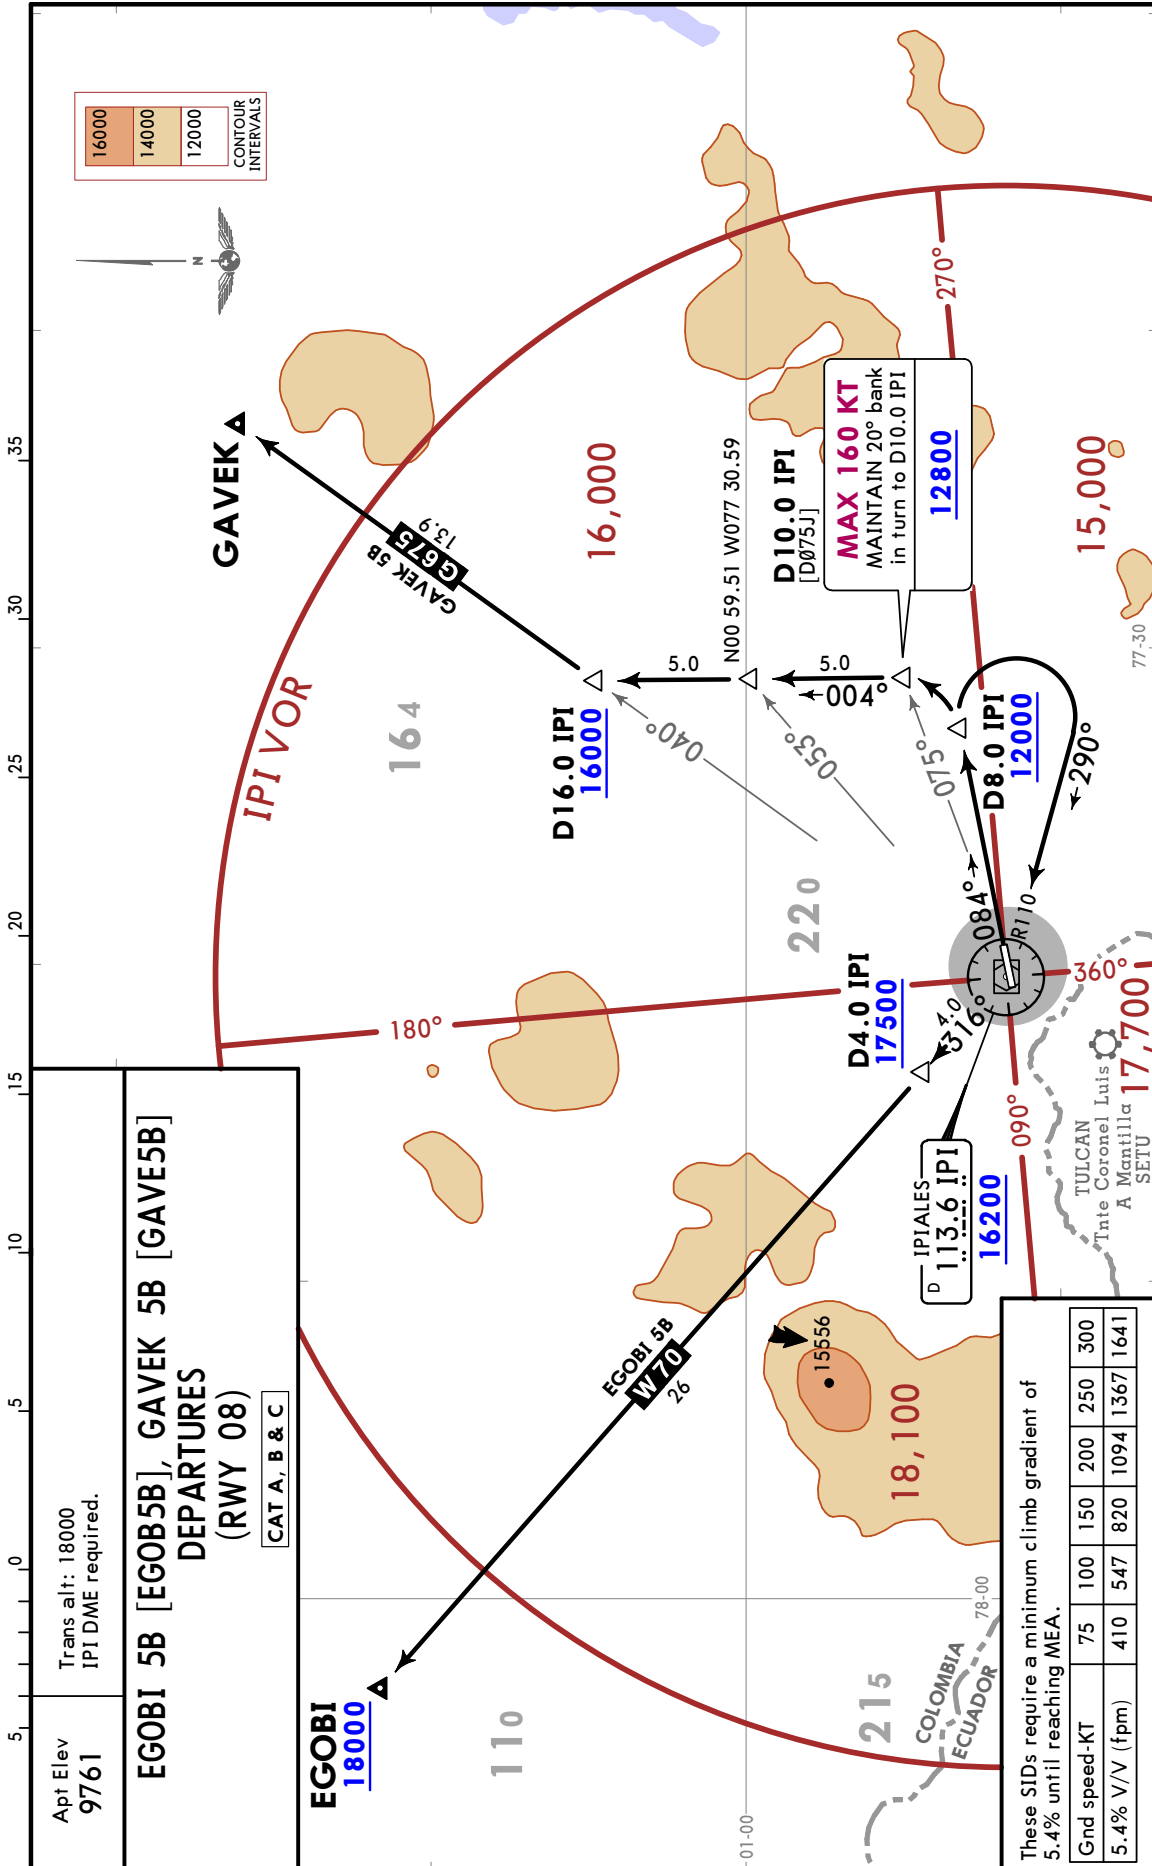 Apt Elev
9761
Trans alt: 18000
IPI DME required.
EGOBI 5B [EGOB5B], GAVEK 5B [GAVE5B]
DEPARTURES
(RWY 08)
CAT A, B & C
5 0 5 10 15 20 25 30 35
CONTOUR
INTERVALS
16000
14000
12000
N
EGOBI
18000
GAVEK
IPI VOR
180°
270°
360°
090°
110
215
220
164
16,000
15,000
17,700
18,100
15556
EGOBI 5B
W 70
26
GAVEK 5B
G675
13.9
D16.0 IPI
16000
040°
5.0
N00 59.51 W077 30.59
053°
5.0
004°
D10.0 IPI
[DØ75J]
MAX 160 KT
MAINTAIN 20° bank
in turn to D10.0 IPI
12800
075°
D8.0 IPI
12000
084°
290°
R110
D4.0 IPI
17500
4.0
316°
IPIALES
D 113.6 IPI
16200
TULCAN
Tnte Coronel Luis
A Mantilla
SETU
COLOMBIA
ECUADOR
01-00
78-00
77-30
These SIDs require a minimum climb gradient of
5.4% until reaching MEA.
Gnd speed-KT 75 100 150 200 250 300
5.4% V/V (fpm) 410 547 820 1094 1367 1641